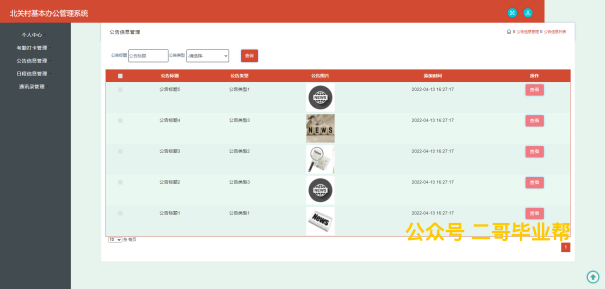 北关村基本办公管理系统
个人中心
考勤打卡管理
公告信息管理
日程信息管理
通讯录管理
公告信息管理
公告信息管理 公告信息列表
公告标题 公告标题 公告类型 请选择 查询
公告标题 公告类型 公告图片 添加时间 操作
公告标题5 公告类型1 NEWS 2022-04-13 16:27:17 查看
公告标题4 公告类型3 NEWS 2022-04-13 16:27:17 查看
公告标题3 公告类型2 2022-04-13 16:27:17 查看
公告标题2 公告类型3 NEWS 2022-04-13 16:27:17 查看
公告标题1 公告类型1 NEWS 2022-04-13 16:27:17 查看
公众号 二哥毕业帮
10 条 每页
1